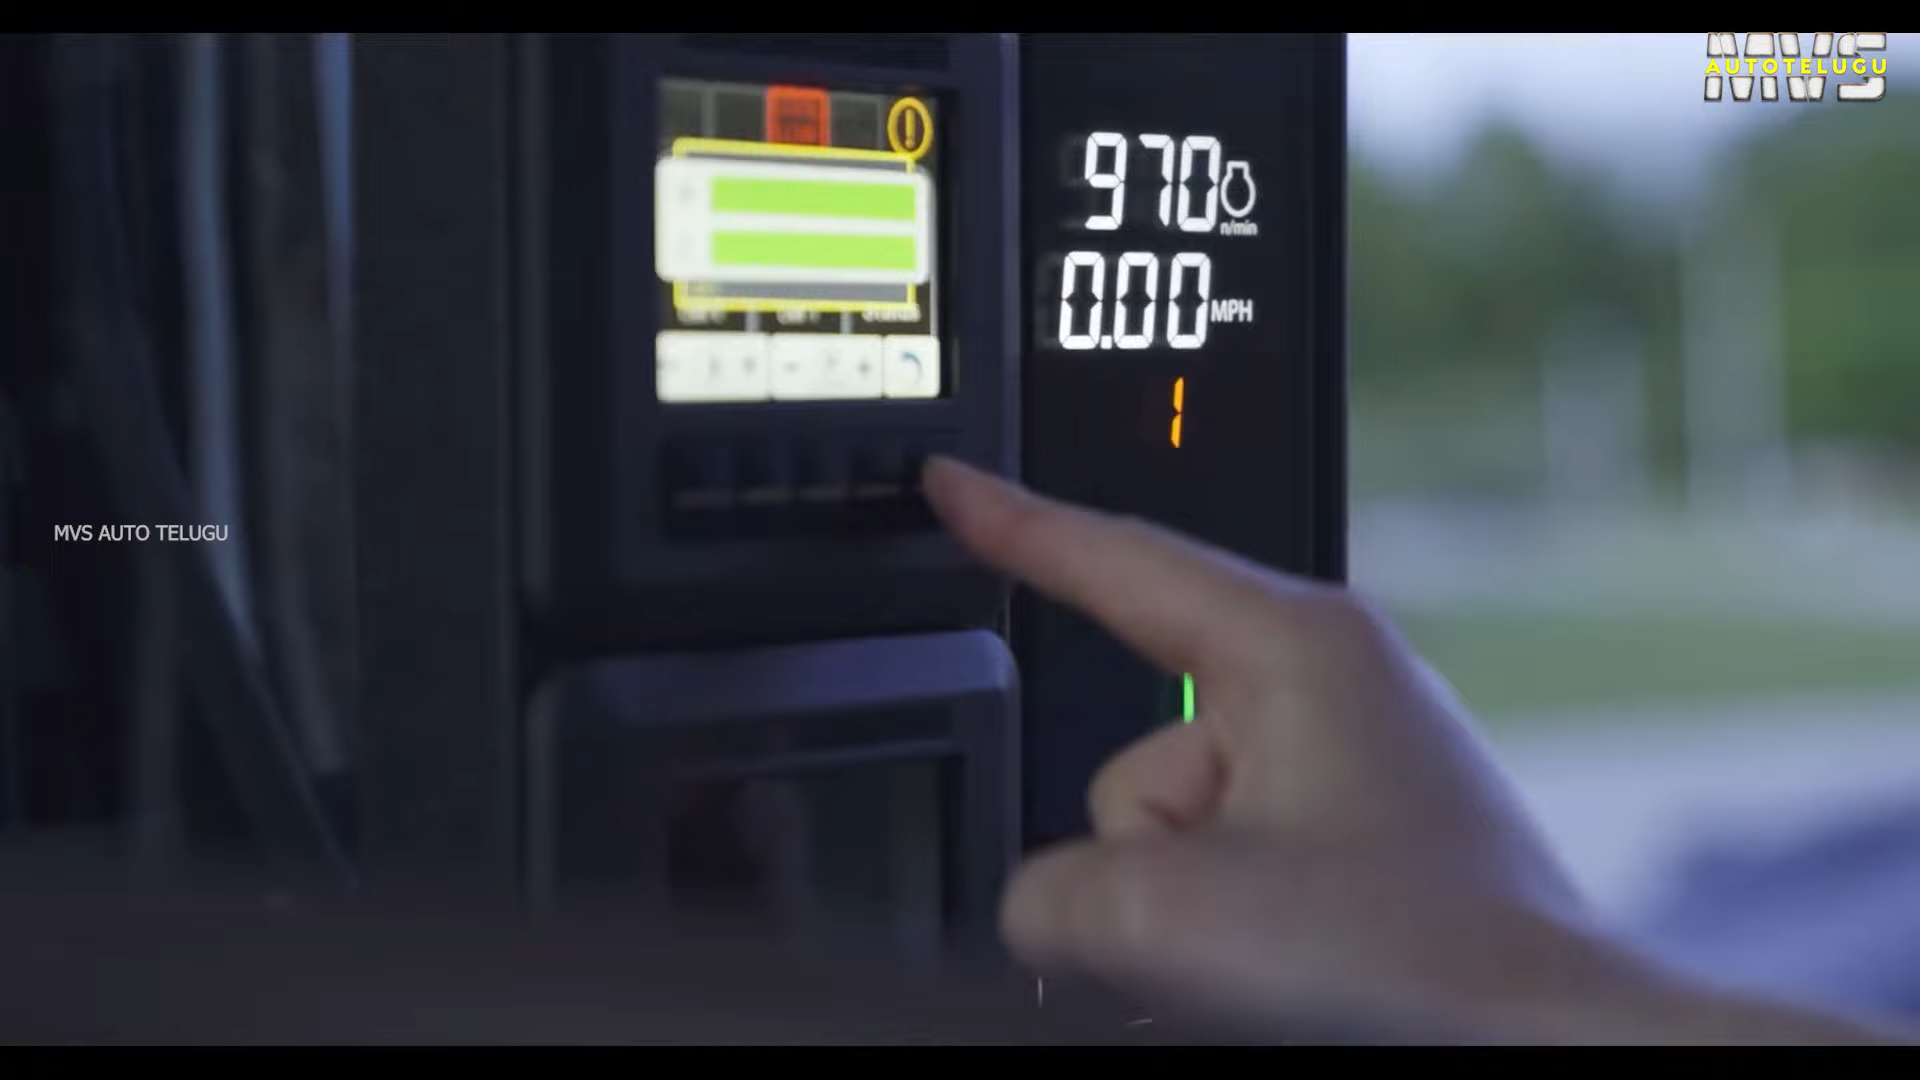 MVS
AUTOTELUGU
970
n/min
0.00 MPH
1
MVS AUTO TELUGU